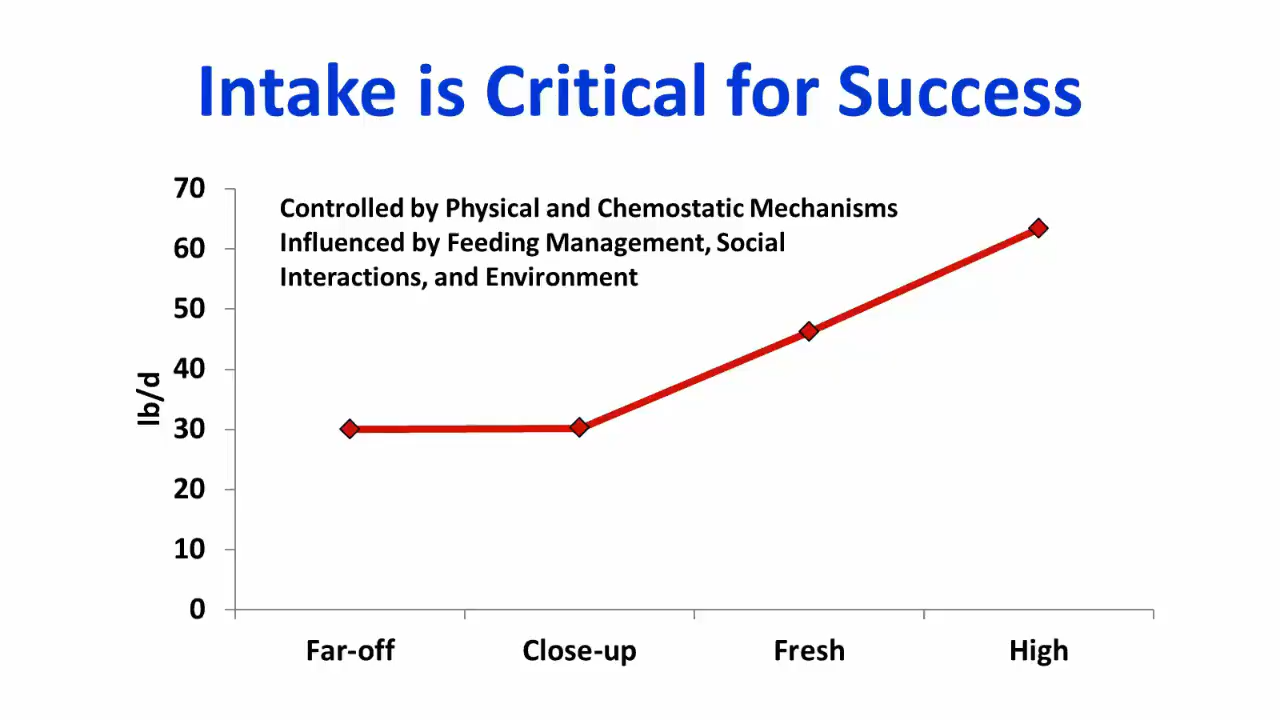 Intake is Critical for Success
70
Controlled by Physical and Chemostatic Mechanisms
Influenced by Feeding Management, Social
Interactions, and Environment
60
50
40
lb/d
30
20
10
0
Far-off Close-up Fresh High